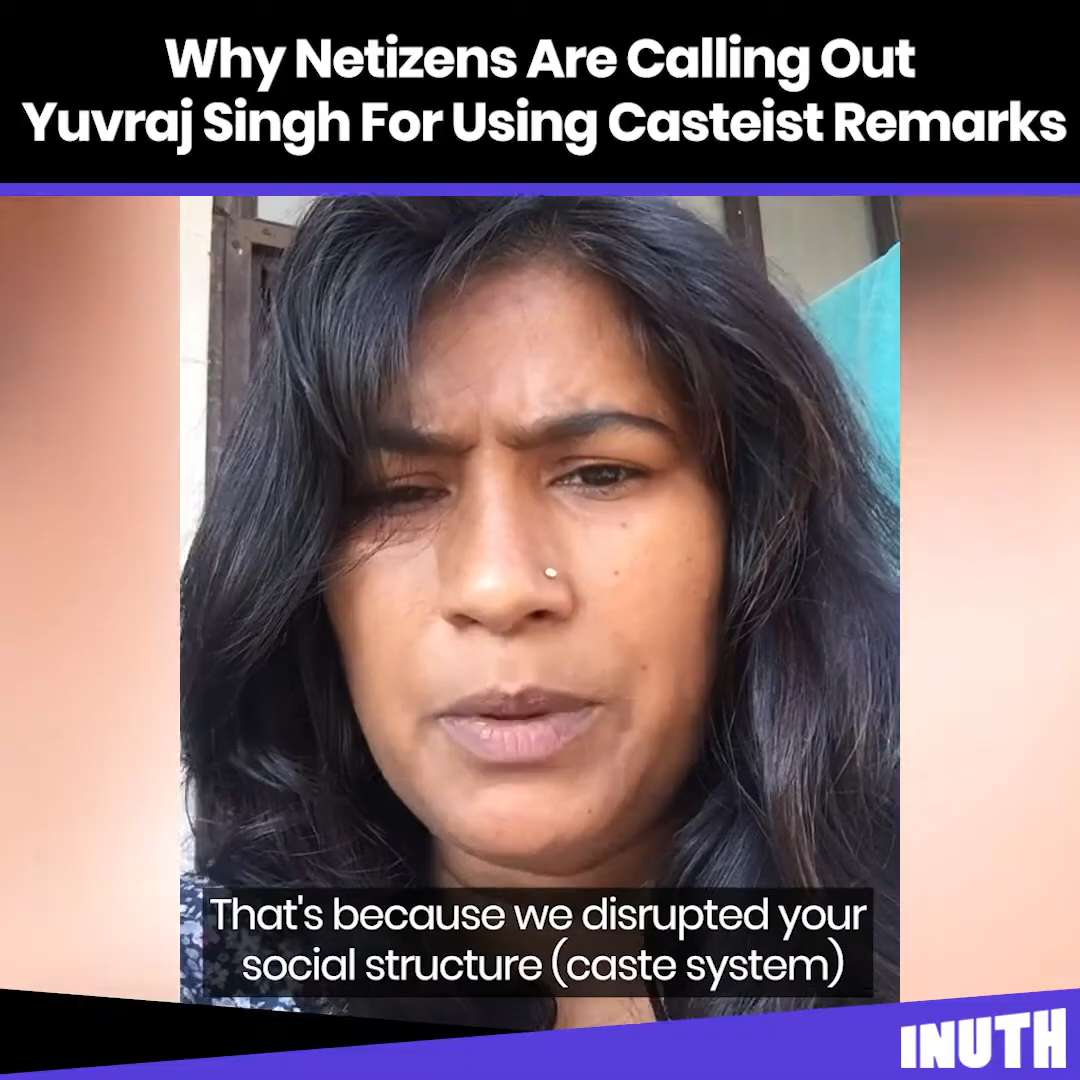 Why Netizens Are Calling Out
Yuvraj Singh For Using Casteist Remarks
That's because we disrupted your
social structure (caste system)
INUTH